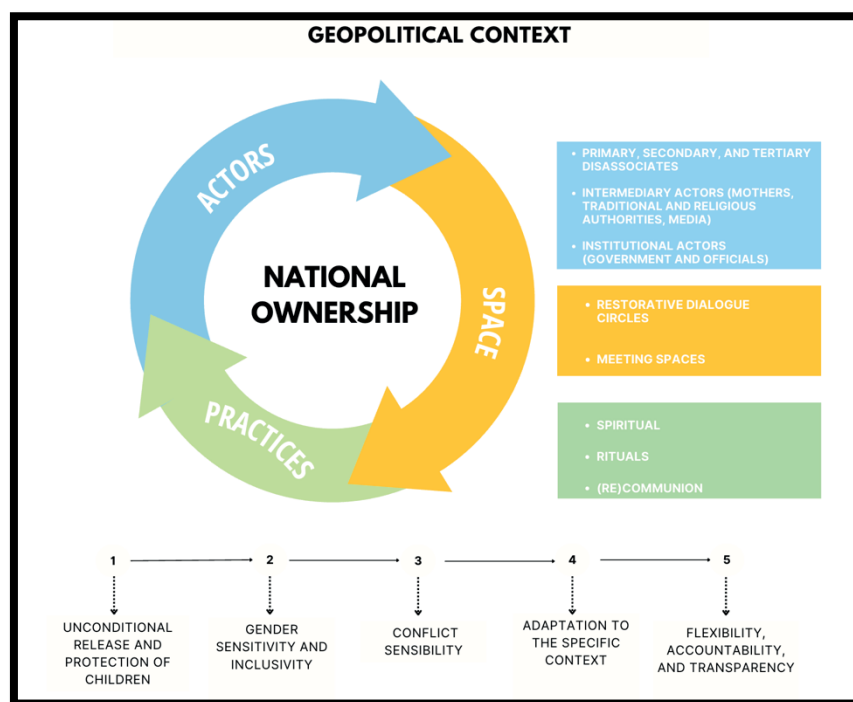 GEOPOLITICAL CONTEXT
ACTORS
SPACE
PRACTICES
NATIONAL
OWNERSHIP
• PRIMARY, SECONDARY, AND TERTIARY
DISASSOCIATES
• INTERMEDIARY ACTORS (MOTHERS,
TRADITIONAL AND RELIGIOUS
AUTHORITIES, MEDIA)
• INSTITUTIONAL ACTORS
(GOVERNMENT AND OFFICIALS)
• RESTORATIVE DIALOGUE
CIRCLES
• MEETING SPACES
• SPIRITUAL
• RITUALS
• (RE)COMMUNION
1
UNCONDITIONAL
RELEASE AND
PROTECTION OF
CHILDREN
2
GENDER
SENSITIVITY AND
INCLUSIVITY
3
CONFLICT
SENSIBILITY
4
ADAPTATION TO
THE SPECIFIC
CONTEXT
5
FLEXIBILITY,
ACCOUNTABILITY,
AND TRANSPARENCY